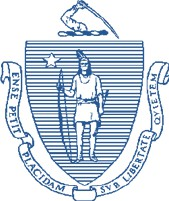 ENSE PETIT
PLACIDAM
SVB LIBERTATE
QVIETEM